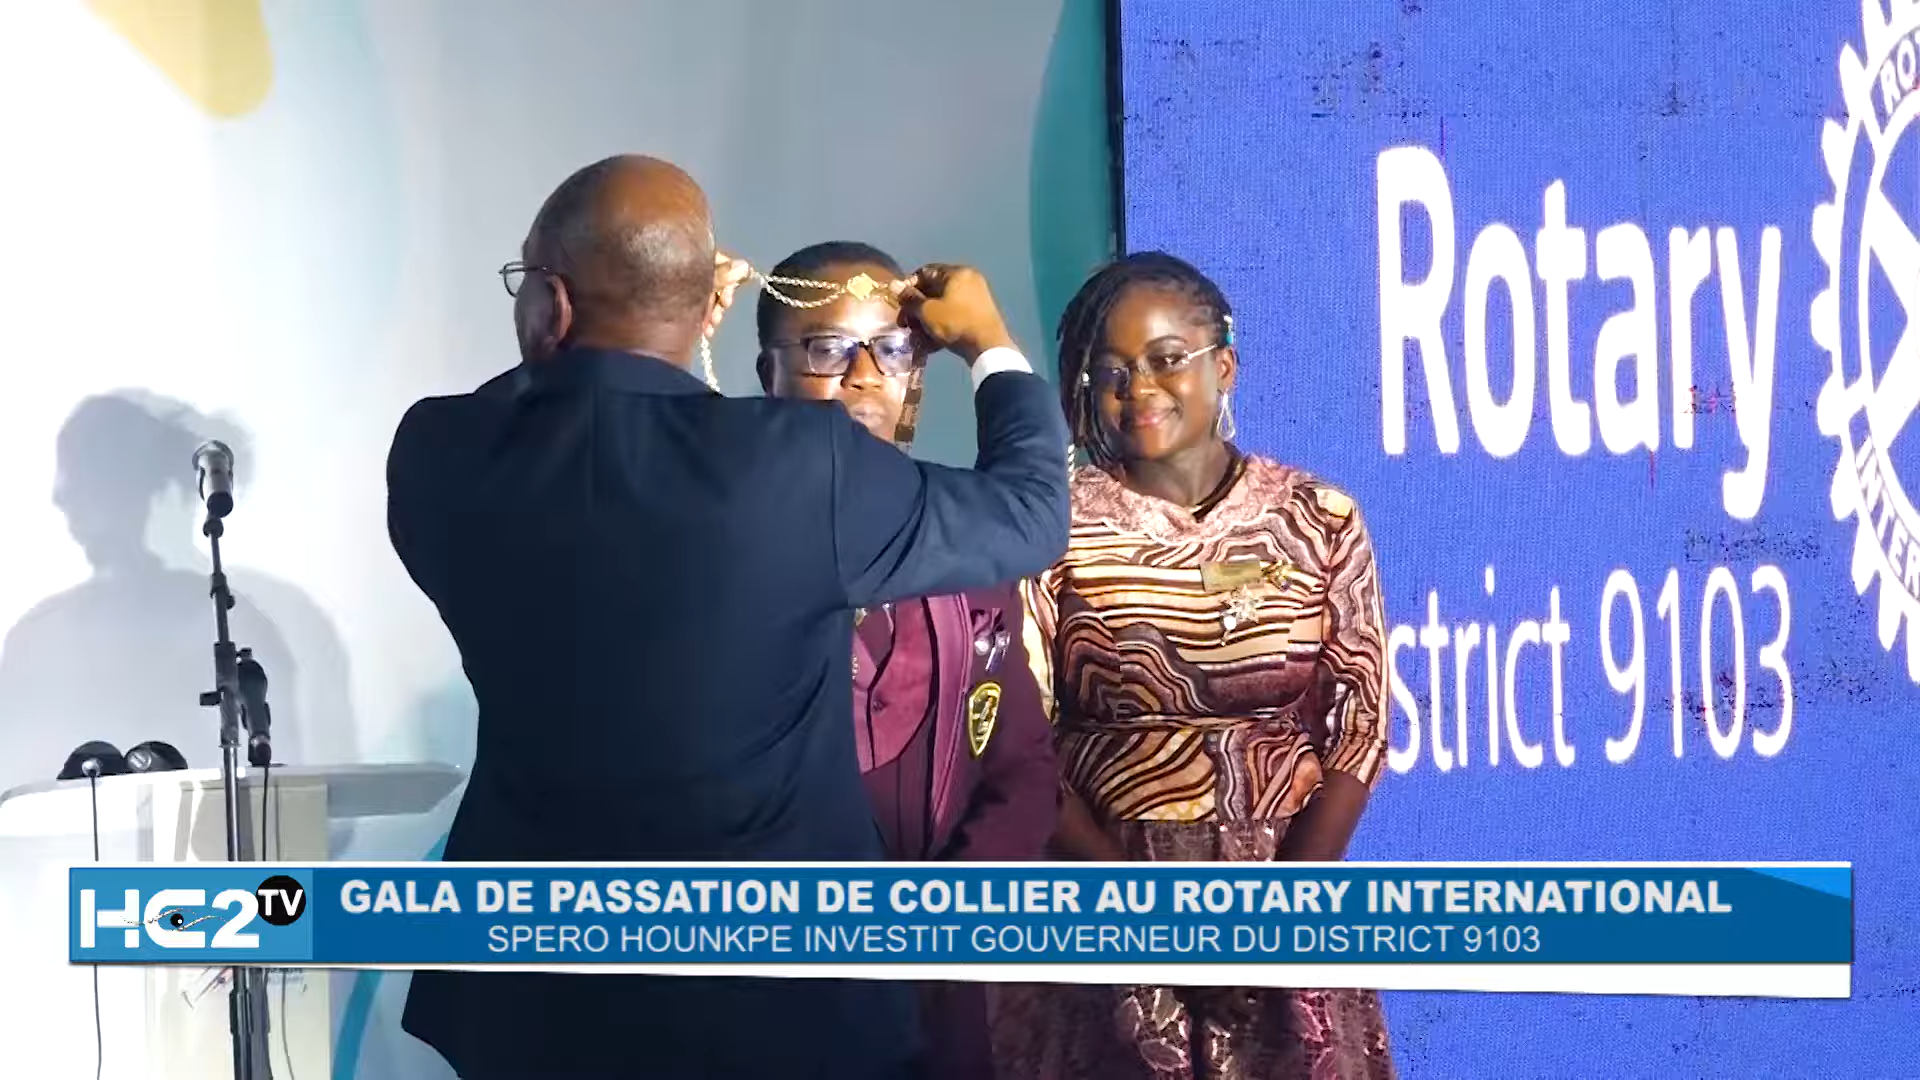 Rotary
strict 9103
HC2 TV
GALA DE PASSATION DE COLLIER AU ROTARY INTERNATIONAL
SPERO HOUNKPE INVESTIT GOUVERNEUR DU DISTRICT 9103